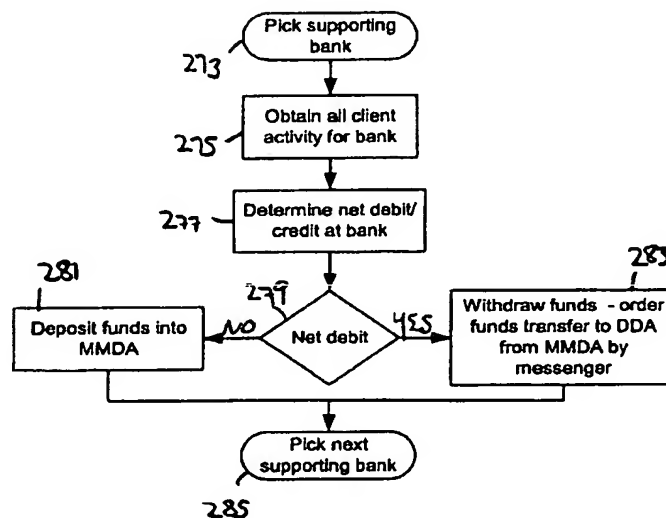 Pick supporting
bank
273
Obtain all client
activity for bank
275
Determine net debit/
credit at bank
277
279
281
283
Deposit funds into
MMDA
NO
Net debit
YES
Withdraw funds - order
funds transfer to DDA
from MMDA by
messenger
Pick next
supporting bank
285